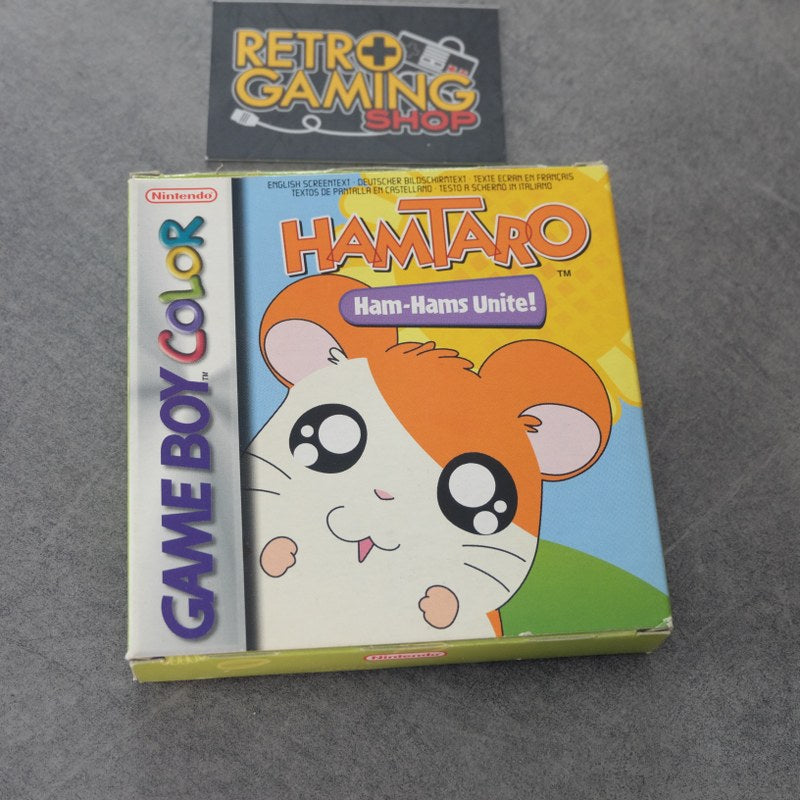 RETRO
GAMING
SHOP
Nintendo
ENGLISH SCREENTEXT · DEUTSCHER BILDSCHIRMTEXT · TEXTE ECRAN EN FRANÇAIS
TEXTOS DE PANTALLA EN CASTELLANO · TESTO A SCHERMO IN ITALIANO
HAMTARO
TM
Ham-Hams Unite!
GAME BOY COLOR
TM
Nintendo